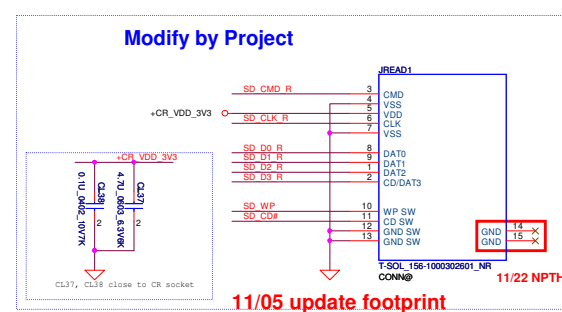 Modify by Project
JREAD1
SD_CMD_R 3 CMD
4 VSS
+CR_VDD_3V3 5 VDD
SD_CLK_R 6 CLK
7 VSS
SD_D0_R 8 DAT0
SD_D1_R 9 DAT1
SD_D2_R 1 DAT2
SD_D3_R 2 CD/DAT3
SD_WP 10 WP SW
SD_CD# 11 CD SW
12 GND SW
13 GND SW
GND 14
GND 15
T-SOL_156-1000302601_NR
CONN@
11/22 NPTH
+CR_VDD_3V3
CL38
0.1U_0402_10V7K
2
CL37
4.7U_0603_6.3V6K
2
CL37, CL38 close to CR socket
11/05 update footprint